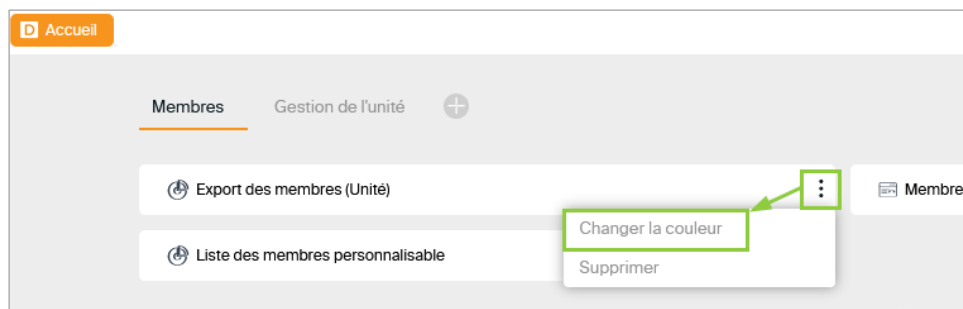 D Accueil
Membres Gestion de l'unité
Export des membres (Unité) Membre
Changer la couleur
Liste des membres personnalisable
Supprimer